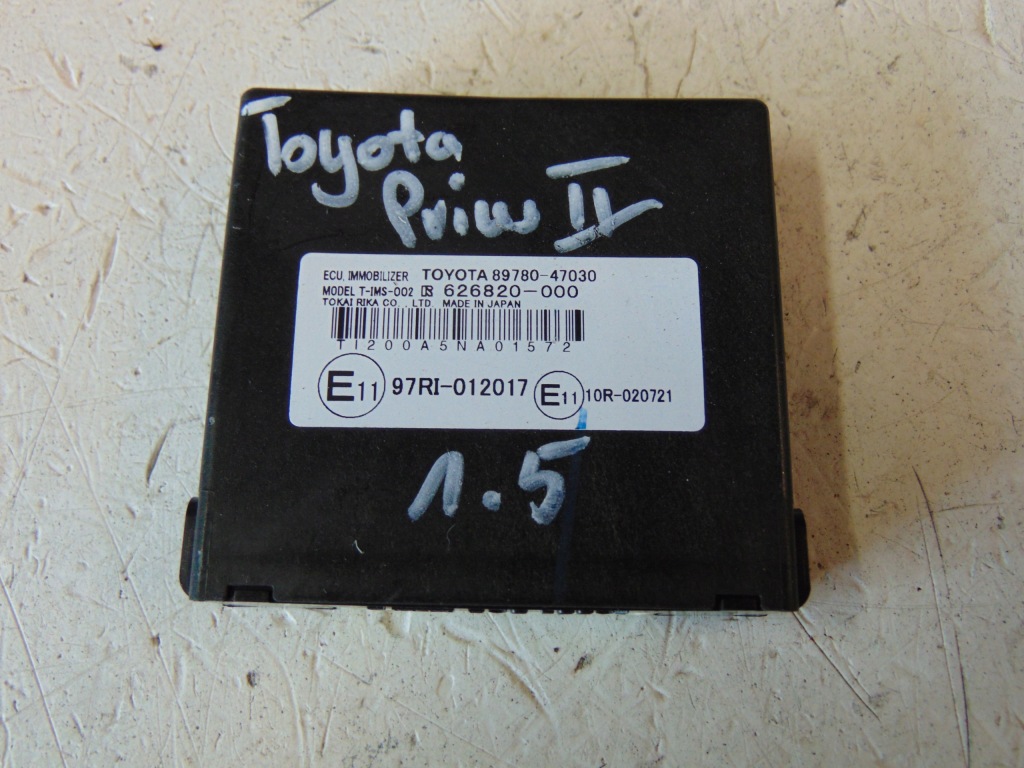 Toyota
Prius II
ECU, IMMOBILIZER TOYOTA 89780-47030
MODEL T-IMS-002 R 626820-000
TOKAI RIKA CO., LTD. MADE IN JAPAN
TI200A5NA01572
E11 97RI-012017 E11 10R-020721
1.5